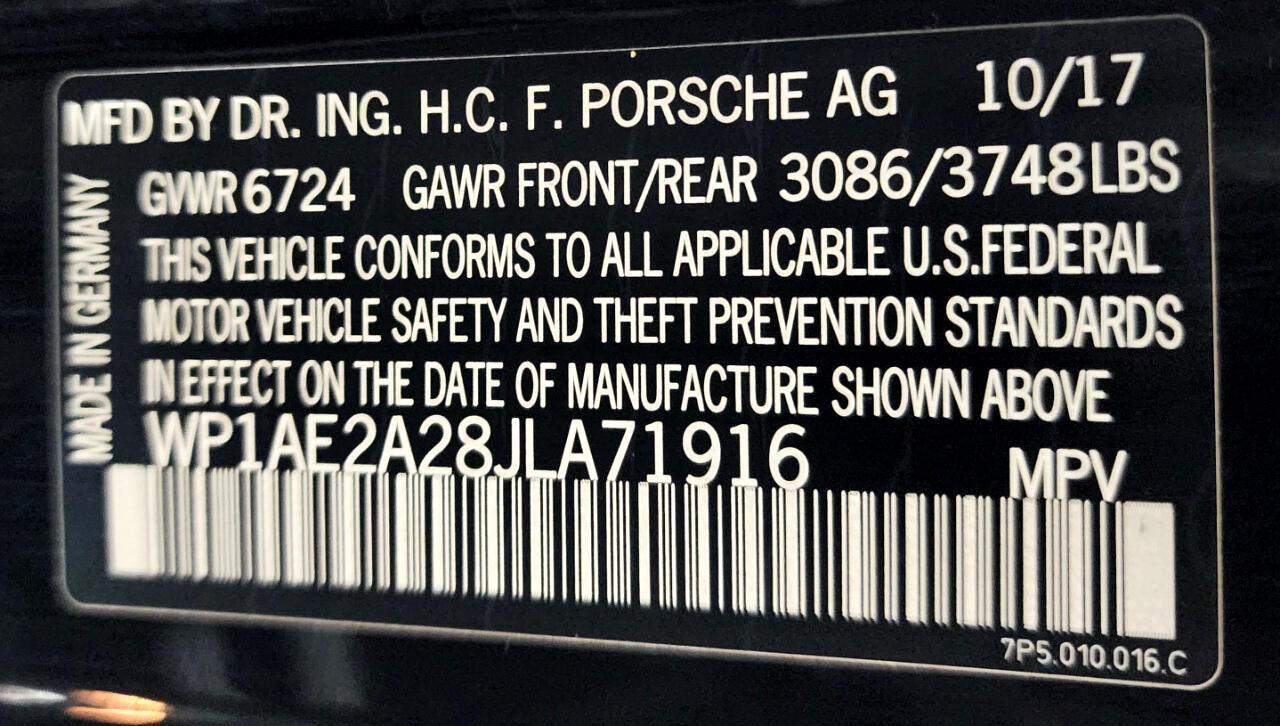 MFD BY DR. ING. H.C. F. PORSCHE AG 10/17
GVWR 6724 GAWR FRONT/REAR 3086/3748LBS
THIS VEHICLE CONFORMS TO ALL APPLICABLE U.S.FEDERAL
MOTOR VEHICLE SAFETY AND THEFT PREVENTION STANDARDS
IN EFFECT ON THE DATE OF MANUFACTURE SHOWN ABOVE
WP1AE2A28JLA71916 MPV
7P5.010.016.C
MADE IN GERMANY